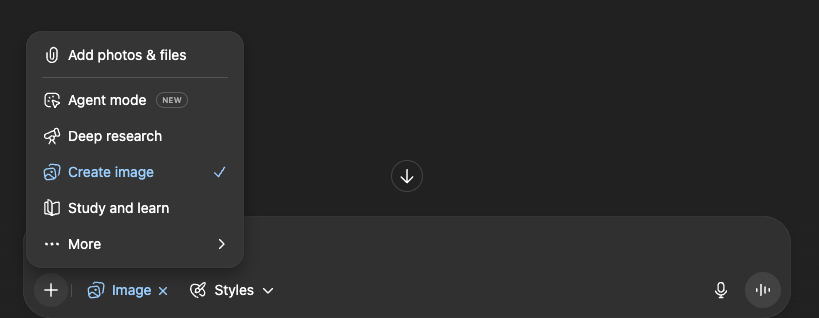 Add photos & files
Agent mode NEW
Deep research
Create image
Study and learn
More
Image
Styles